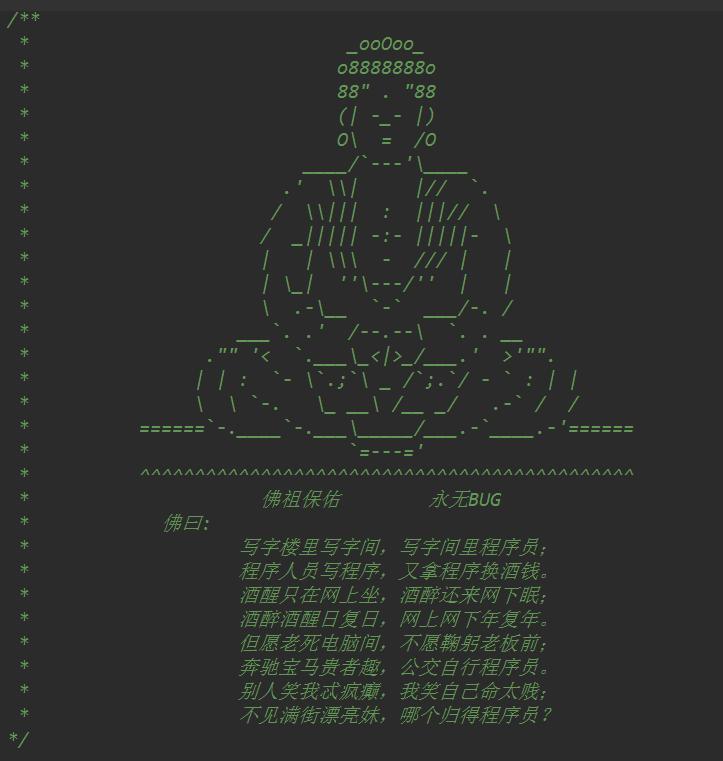 /**
 *                             _ooOoo_
 *                            o8888888o
 *                            88" . "88
 *                            (| -_- |)
 *                            O\  =  /O
 *                         ____/`---'\____
 *                       .'  \\|     |//  `.
 *                      /  \\|||  :  |||//  \
 *                     /  _||||| -:- |||||-  \
 *                     |   | \\\  -  /// |   |
 *                     | \_|  ''\---/''  |   |
 *                     \  .-\__  `-`  ___/-. /
 *                   ___`. .'  /--.--\  `. . __
 *                ."" '<  `.___\_<|>_/___.'  >'"".
 *               | | :  `- \`.;`\ _ /`;.`/ - ` : | |
 *               \  \ `-.   \_ __\ /__ _/   .-` /  /
 *          ======`-.____`-.___\_____/___.-`____.-'======
 *                             `=---='
 *          ^^^^^^^^^^^^^^^^^^^^^^^^^^^^^^^^^^^^^^^^^^^^^
 *                     佛祖保佑        永无BUG
 *            佛曰:
 *                   写字楼里写字间，写字间里程序员；
 *                   程序人员写程序，又拿程序换酒钱。
 *                   酒醒只在网上坐，酒醉还来网下眠；
 *                   酒醉酒醒日复日，网上网下年复年。
 *                   但愿老死电脑间，不愿鞠躬老板前；
 *                   奔驰宝马贵者趣，公交自行程序员。
 *                   别人笑我忒疯癫，我笑自己命太贱；
 *                   不见满街漂亮妹，哪个归得程序员？
*/